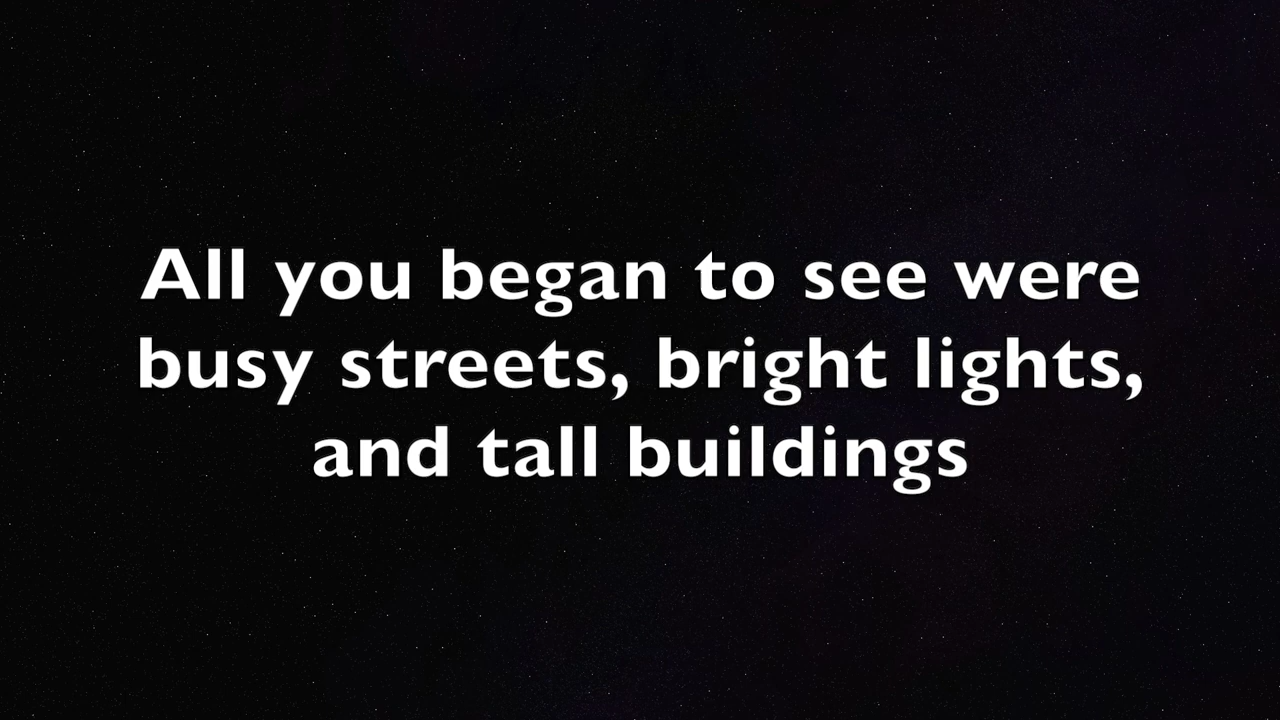 All you began to see were
busy streets, bright lights,
and tall buildings